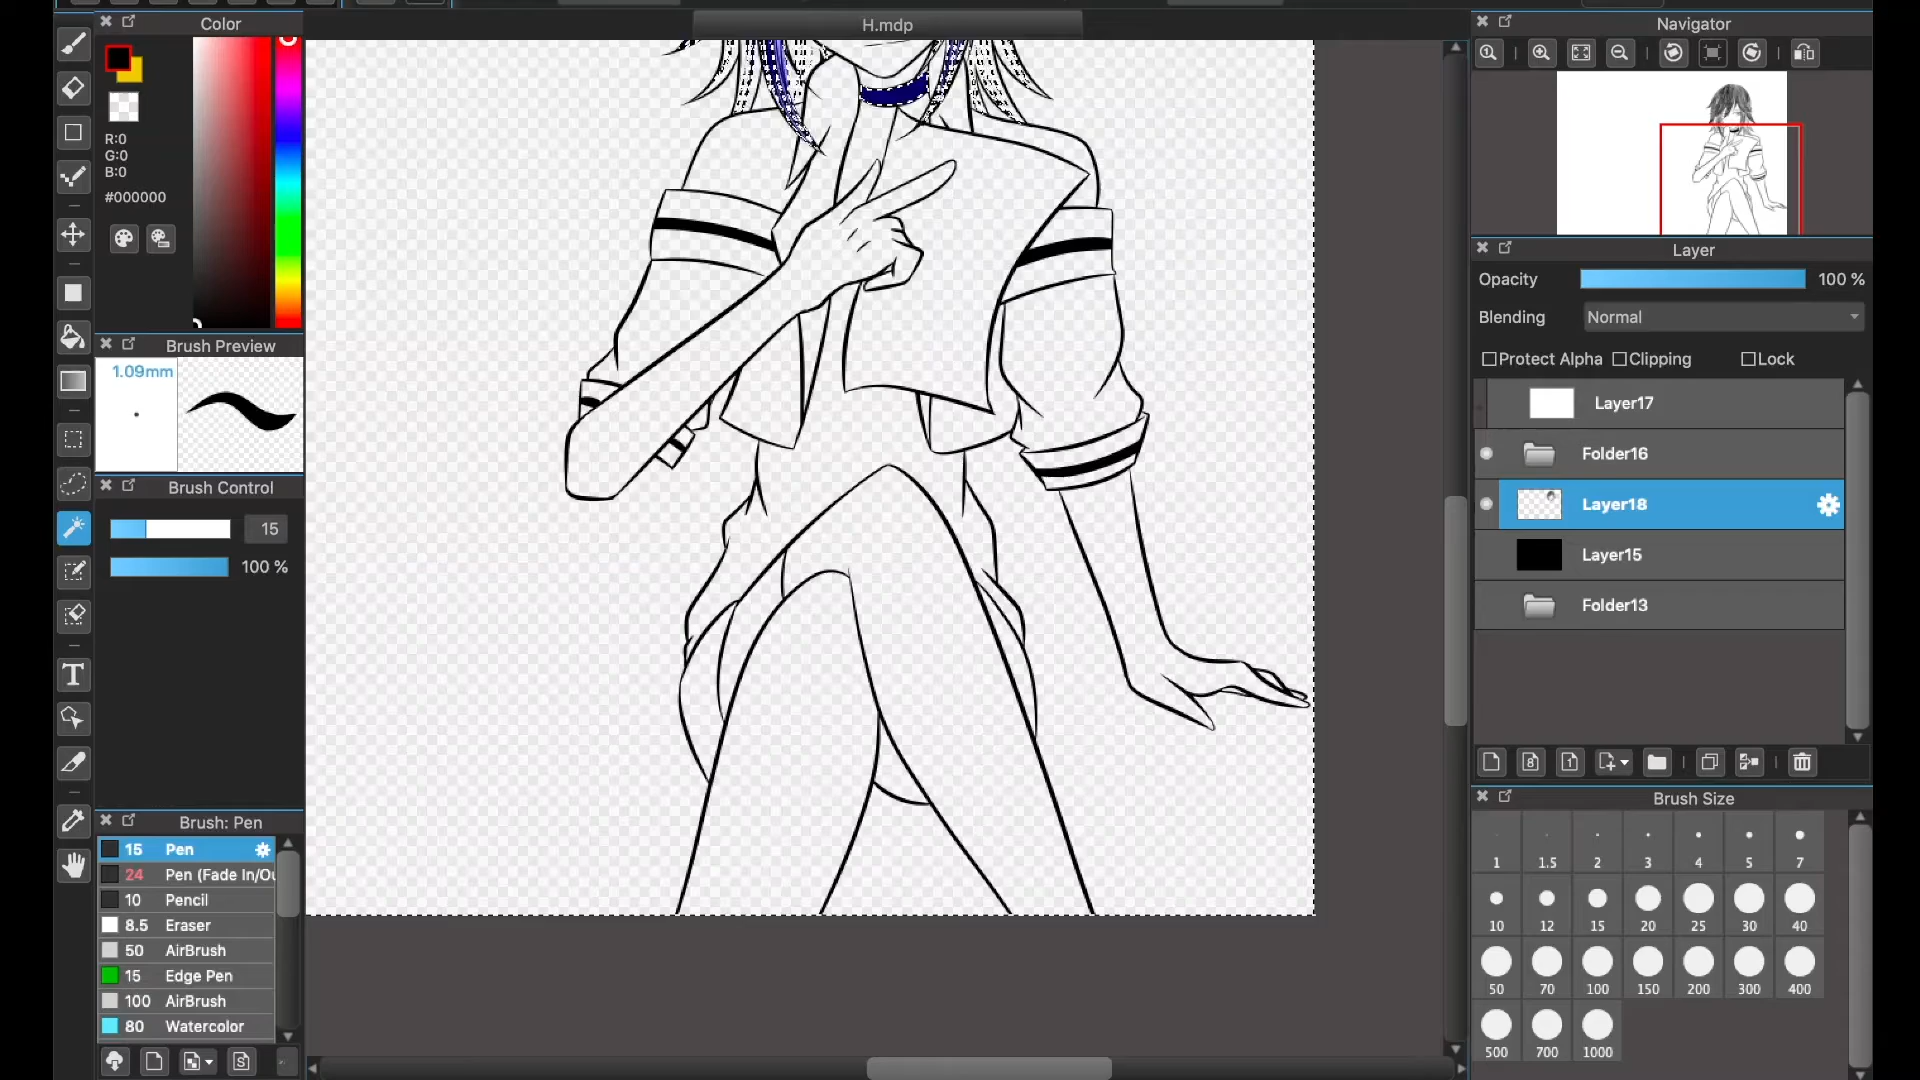 H.mdp
Color
R:0
G:0
B:0
#000000
Brush Preview
1.09mm
Brush Control
15
100 %
Brush: Pen
15 Pen
24 Pen (Fade In/Ou
10 Pencil
8.5 Eraser
50 AirBrush
15 Edge Pen
100 AirBrush
80 Watercolor
Navigator
Layer
Opacity 100 %
Blending Normal
Protect Alpha Clipping Lock
Layer17
Folder16
Layer18
Layer15
Folder13
Brush Size
1 1.5 2 3 4 5 7
10 12 15 20 25 30 40
50 70 100 150 200 300 400
500 700 1000